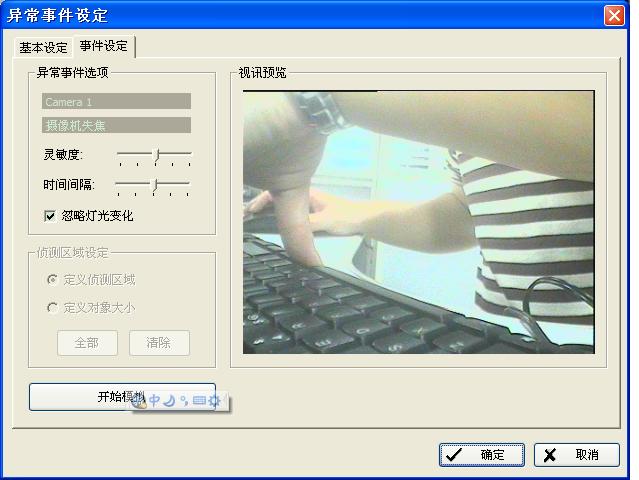 异常事件设定
基本设定
事件设定
异常事件选项
Camera 1
摄像机失焦
灵敏度:
时间间隔:
忽略灯光变化
侦测区域设定
定义侦测区域
定义对象大小
全部
清除
开始模拟
中
视讯预览
确定
取消